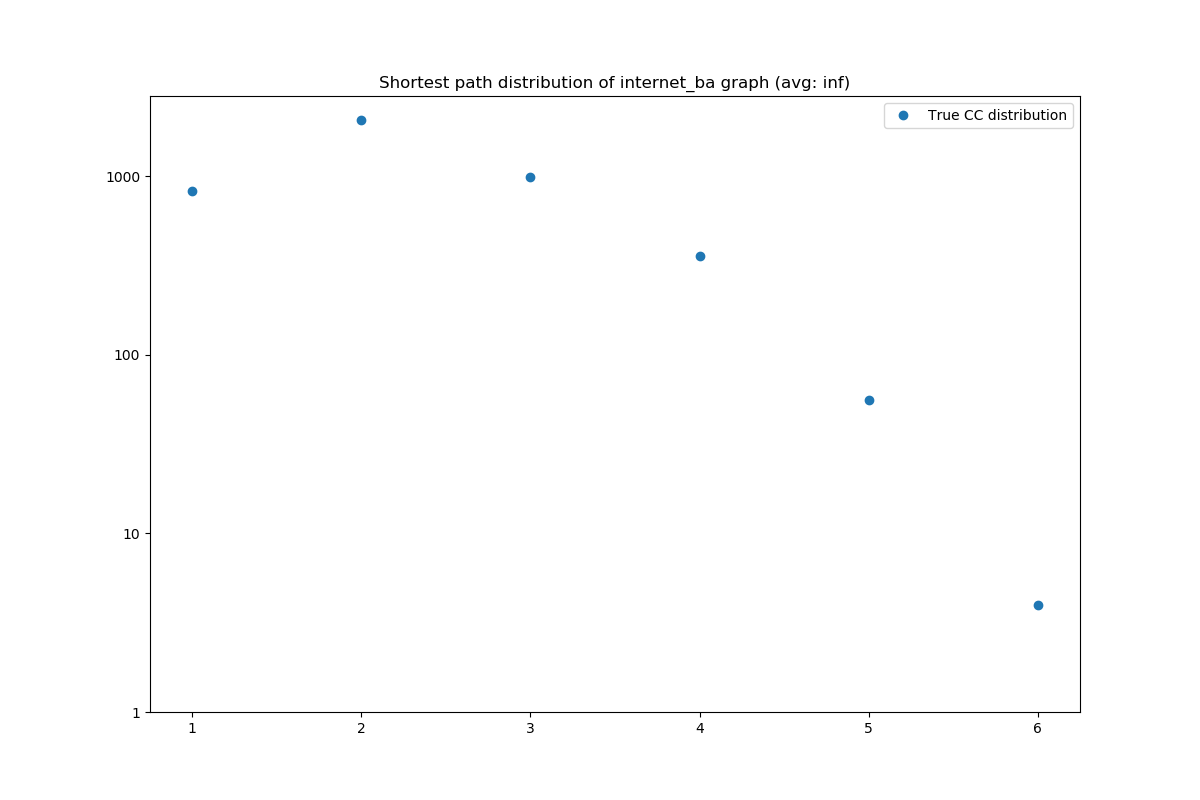 Shortest path distribution of internet_ba graph (avg: inf)
True CC distribution
1000
100
10
1
1 2 3 4 5 6